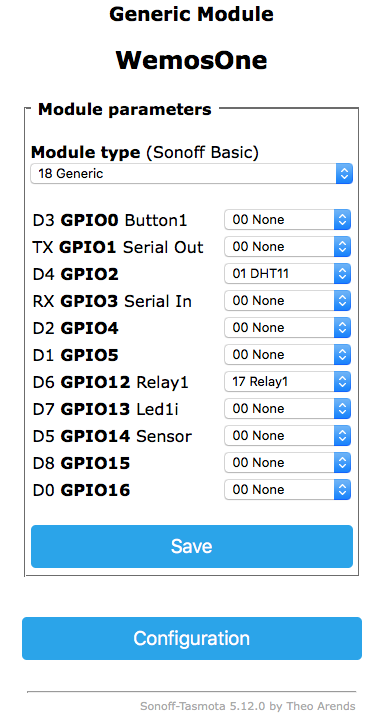 Generic Module
WemosOne
Module parameters
Module type (Sonoff Basic)
18 Generic
D3 GPIO0 Button1 00 None
TX GPIO1 Serial Out 00 None
D4 GPIO2 01 DHT11
RX GPIO3 Serial In 00 None
D2 GPIO4 00 None
D1 GPIO5 00 None
D6 GPIO12 Relay1 17 Relay1
D7 GPIO13 Led1i 00 None
D5 GPIO14 Sensor 00 None
D8 GPIO15 00 None
D0 GPIO16 00 None
Save
Configuration
Sonoff-Tasmota 5.12.0 by Theo Arends